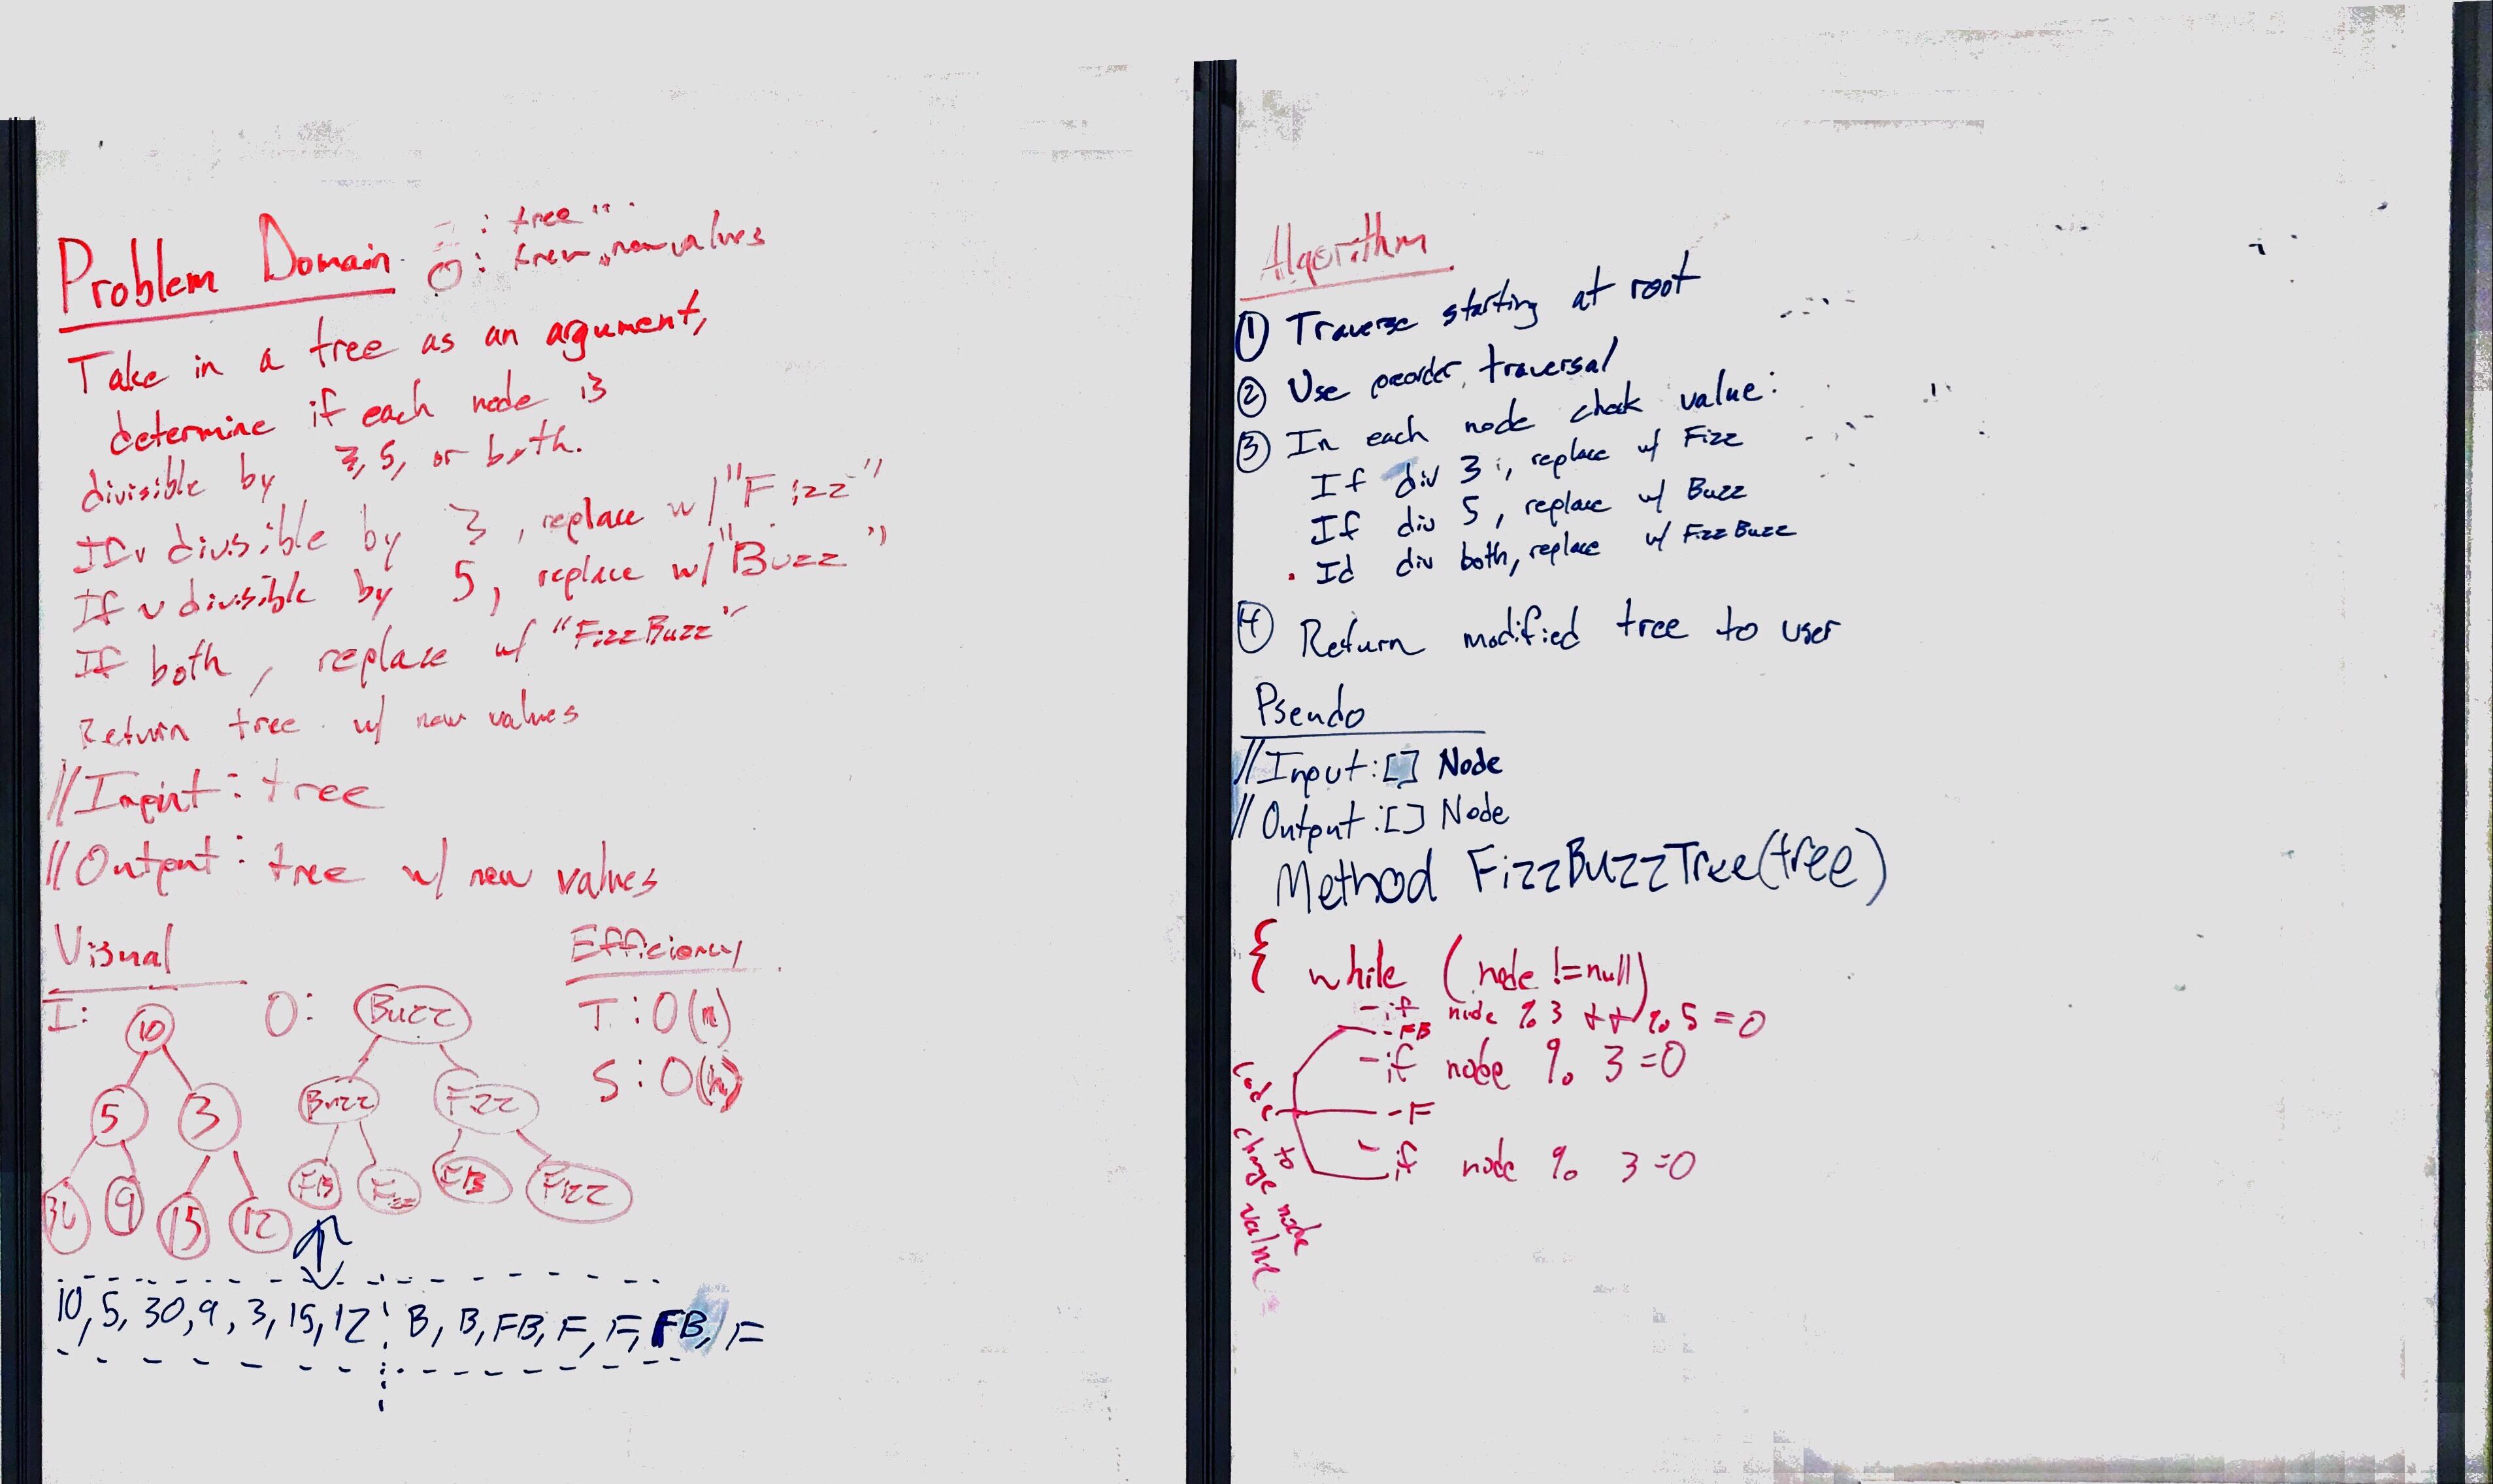 Problem Domain
: tree
O: tree, new values
Take in a tree as an argument,
determine if each node is
divisible by 3, 5, or both.
If v divisible by 3, replace w/ "Fizz"
If v divisible by 5, replace w/ "Buzz"
If both, replace w/ "FizzBuzz"
Return tree w/ new values
//Input: tree
//Output: tree w/ new values
Visual
I:
10
5 3
30 9 15 12
O:
Buzz
Buzz Fizz
FB Fizz FB Fizz
Efficiency
T: O(n)
S: O(h)
10, 5, 30, 9, 3, 15, 12 B, B, FB, F, F, FB, F
Algorithm
① Traverse starting at root
② Use preorder traversal
③ In each node check value:
If div 3, replace w/ Fizz
If div 5, replace w/ Buzz
Id div both, replace w/ FizzBuzz
④ Return modified tree to user
Pseudo
//Input: [] Node
//Output: [] Node
Method FizzBuzzTree(tree)
{ while (node != null)
- if node % 3 ++ % 5 = 0
- FB
- if node % 3 = 0
- F
- if node % 3 = 0
Code to change node value